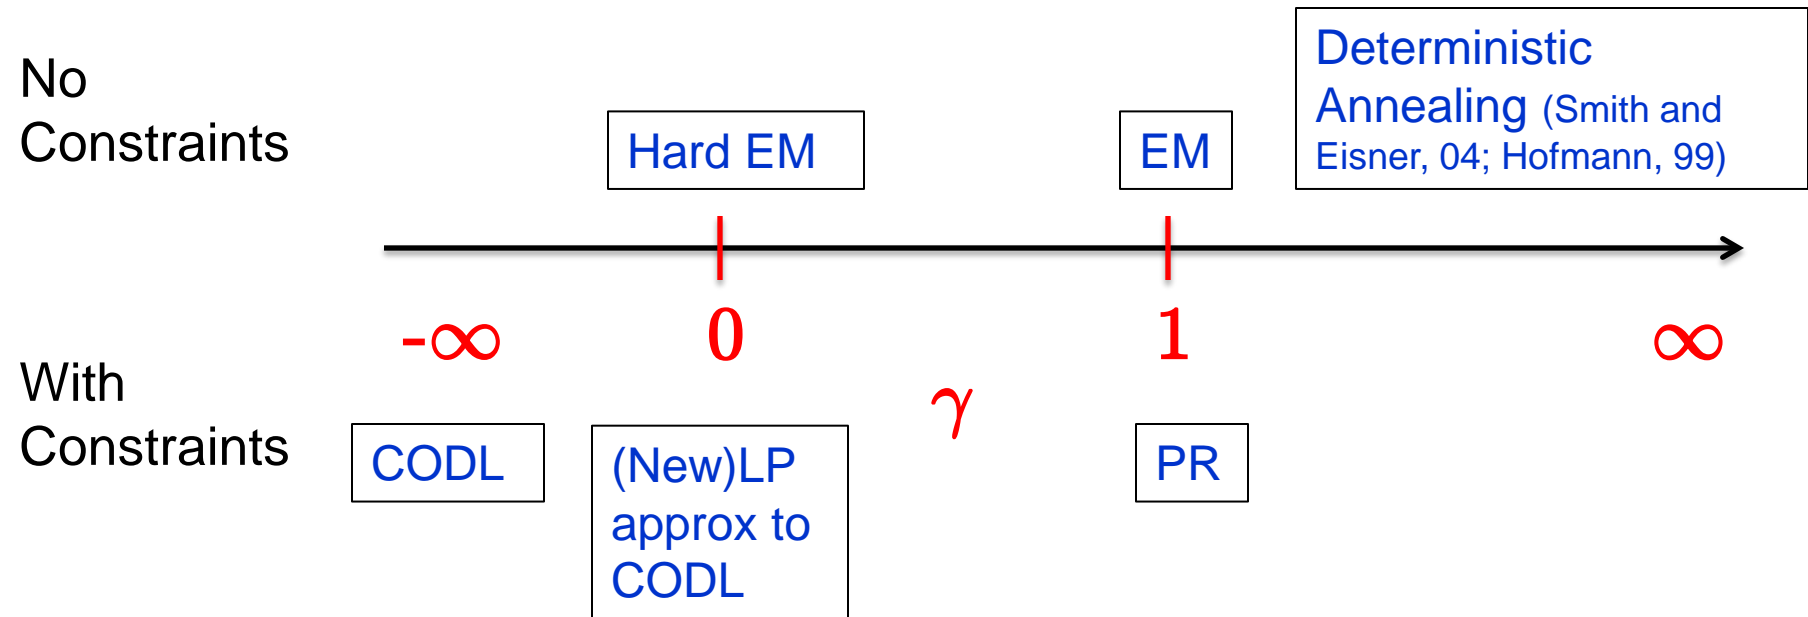 No
Constraints
Hard EM
EM
Deterministic
Annealing (Smith and
Eisner, 04; Hofmann, 99)
-∞
0
1
∞
γ
With
Constraints
CODL
(New)LP
approx to
CODL
PR